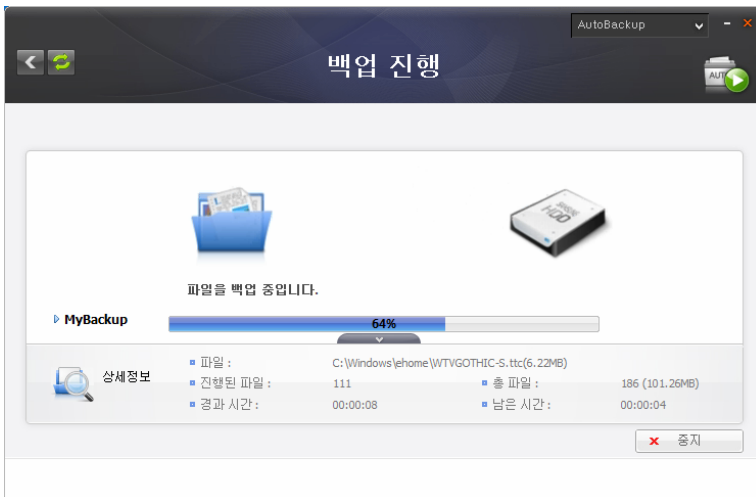 AutoBackup
백업 진행
AUTO
HDD
파일을 백업 중입니다.
MyBackup
64%
상세정보
파일 : C:\Windows\ehome\WTVGOTHIC-S.ttc(6.22MB)
진행된 파일 : 111 총 파일 : 186 (101.26MB)
경과 시간 : 00:00:08 남은 시간 : 00:00:04
중지